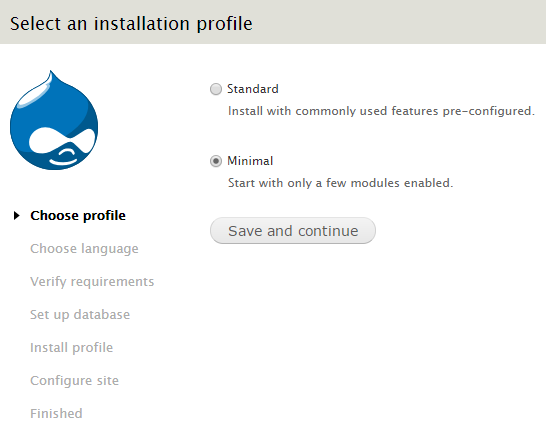 Select an installation profile
Standard
Install with commonly used features pre-configured.
Minimal
Start with only a few modules enabled.
Save and continue
Choose profile
Choose language
Verify requirements
Set up database
Install profile
Configure site
Finished